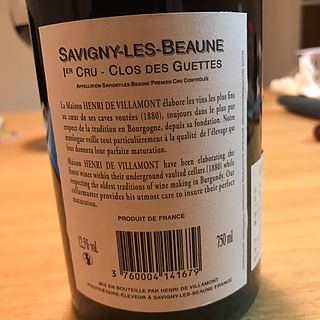 SAVIGNY-LES-BEAUNE
1ER CRU - CLOS DES GUETTES
APPELLATION SAVIGNY-LES-BEAUNE PREMIER CRU CONTRÔLÉE
La Maison HENRI DE VILLAMONT élabore les vins les plus fins
au cœur de ses caves voutées (1880), toujours dans le plus pur
respect de la tradition en Bourgogne, depuis sa fondation. Notre
œnologue veille tout particulièrement à la qualité de l'élevage qui
leur donnera leur parfaite maturation.
The Maison HENRI DE VILLAMONT have been elaborating the
finest wines within their underground vaulted cellars (1880) while
respecting the oldest traditions of wine making in Burgundy. Our
cellarmaster provides his utmost care to insure their perfect
maturation.
PRODUIT DE FRANCE
12,5% vol.
750 ml
3 760004 141679
MIS EN BOUTEILLE PAR HENRI DE VILLAMONT
PROPRIÉTAIRE-ÉLEVEUR À SAVIGNY-LES-BEAUNE FRANCE